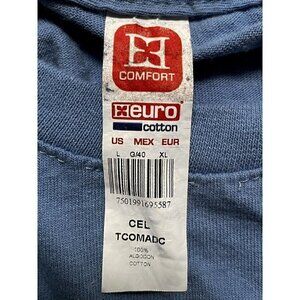 COMFORT
euro
cotton
US MEX EUR
L G/40 XL
7501991695587
CEL
TCOMADC
100%
ALGODON
COTTON